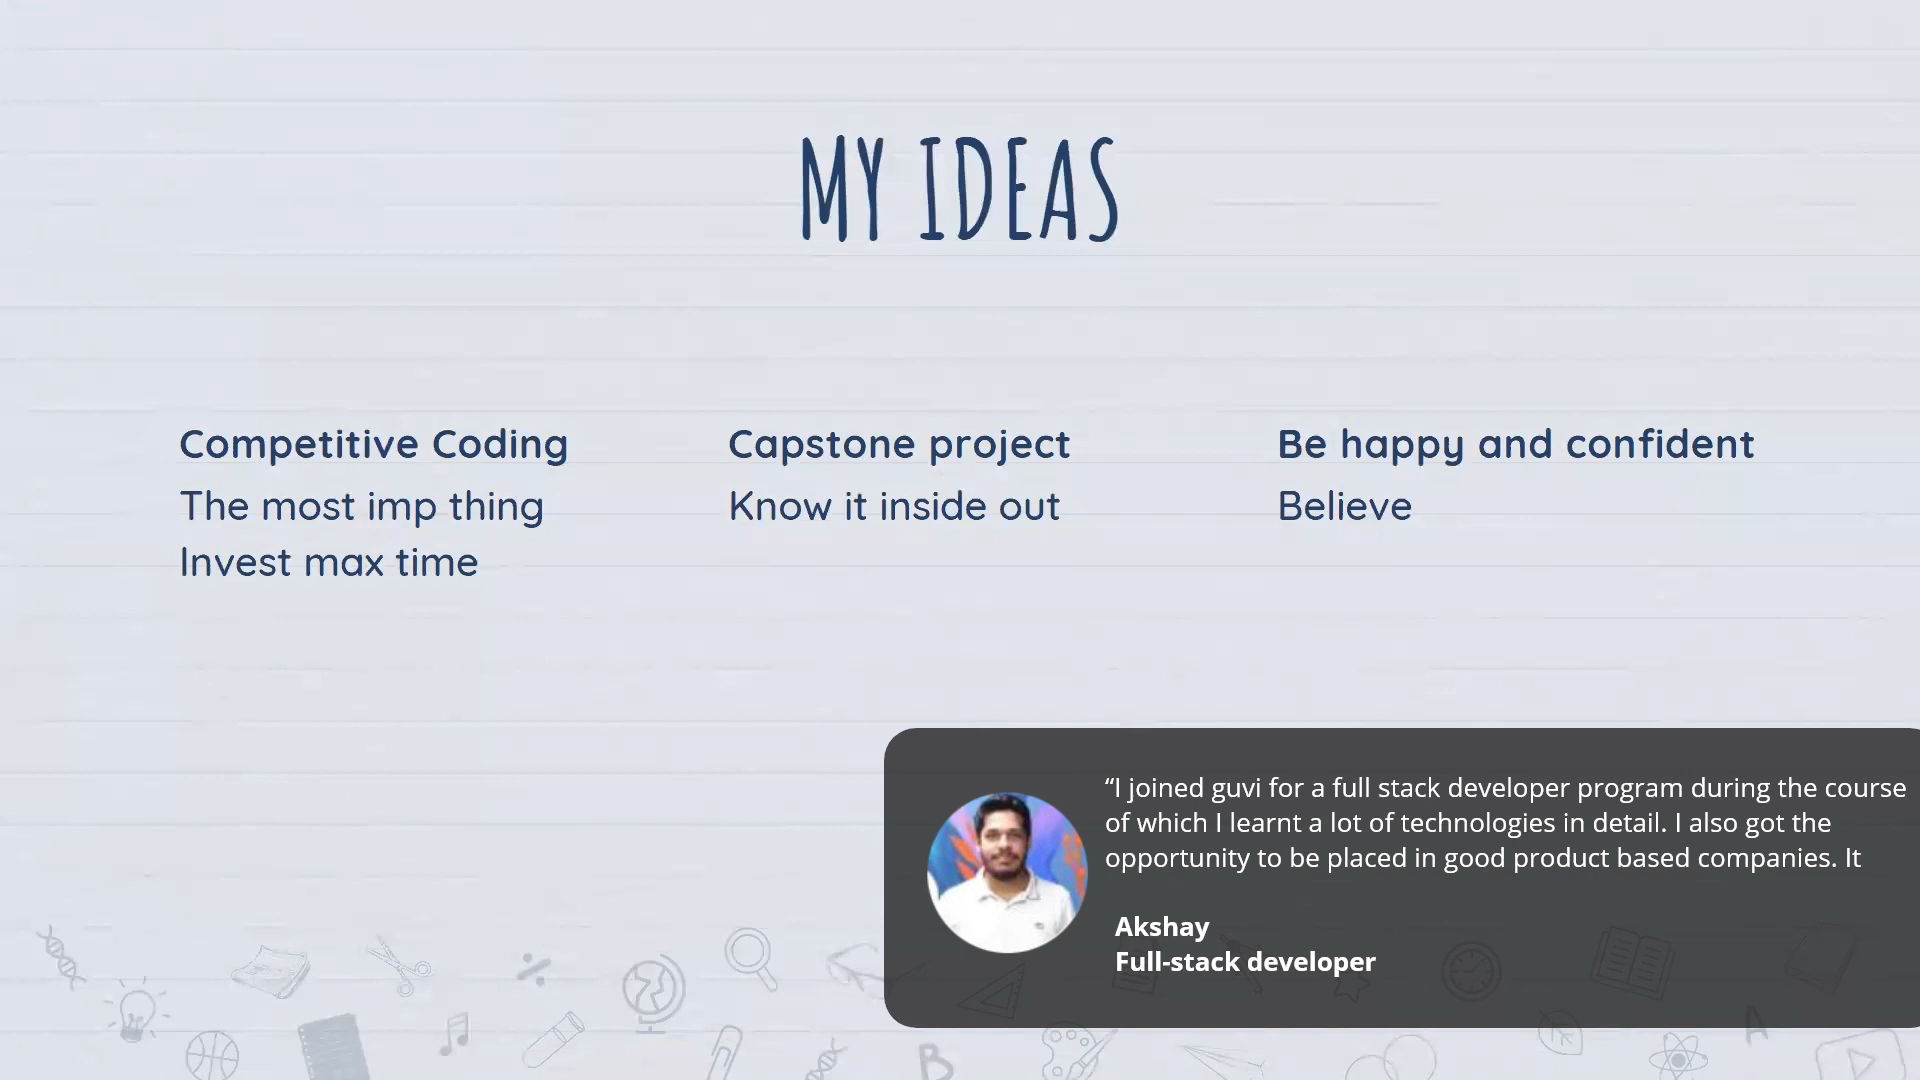 MY IDEAS
Competitive Coding
The most imp thing
Invest max time
Capstone project
Know it inside out
Be happy and confident
Believe
“I joined guvi for a full stack developer program during the course
of which I learnt a lot of technologies in detail. I also got the
opportunity to be placed in good product based companies. It
Akshay
Full-stack developer
B
A